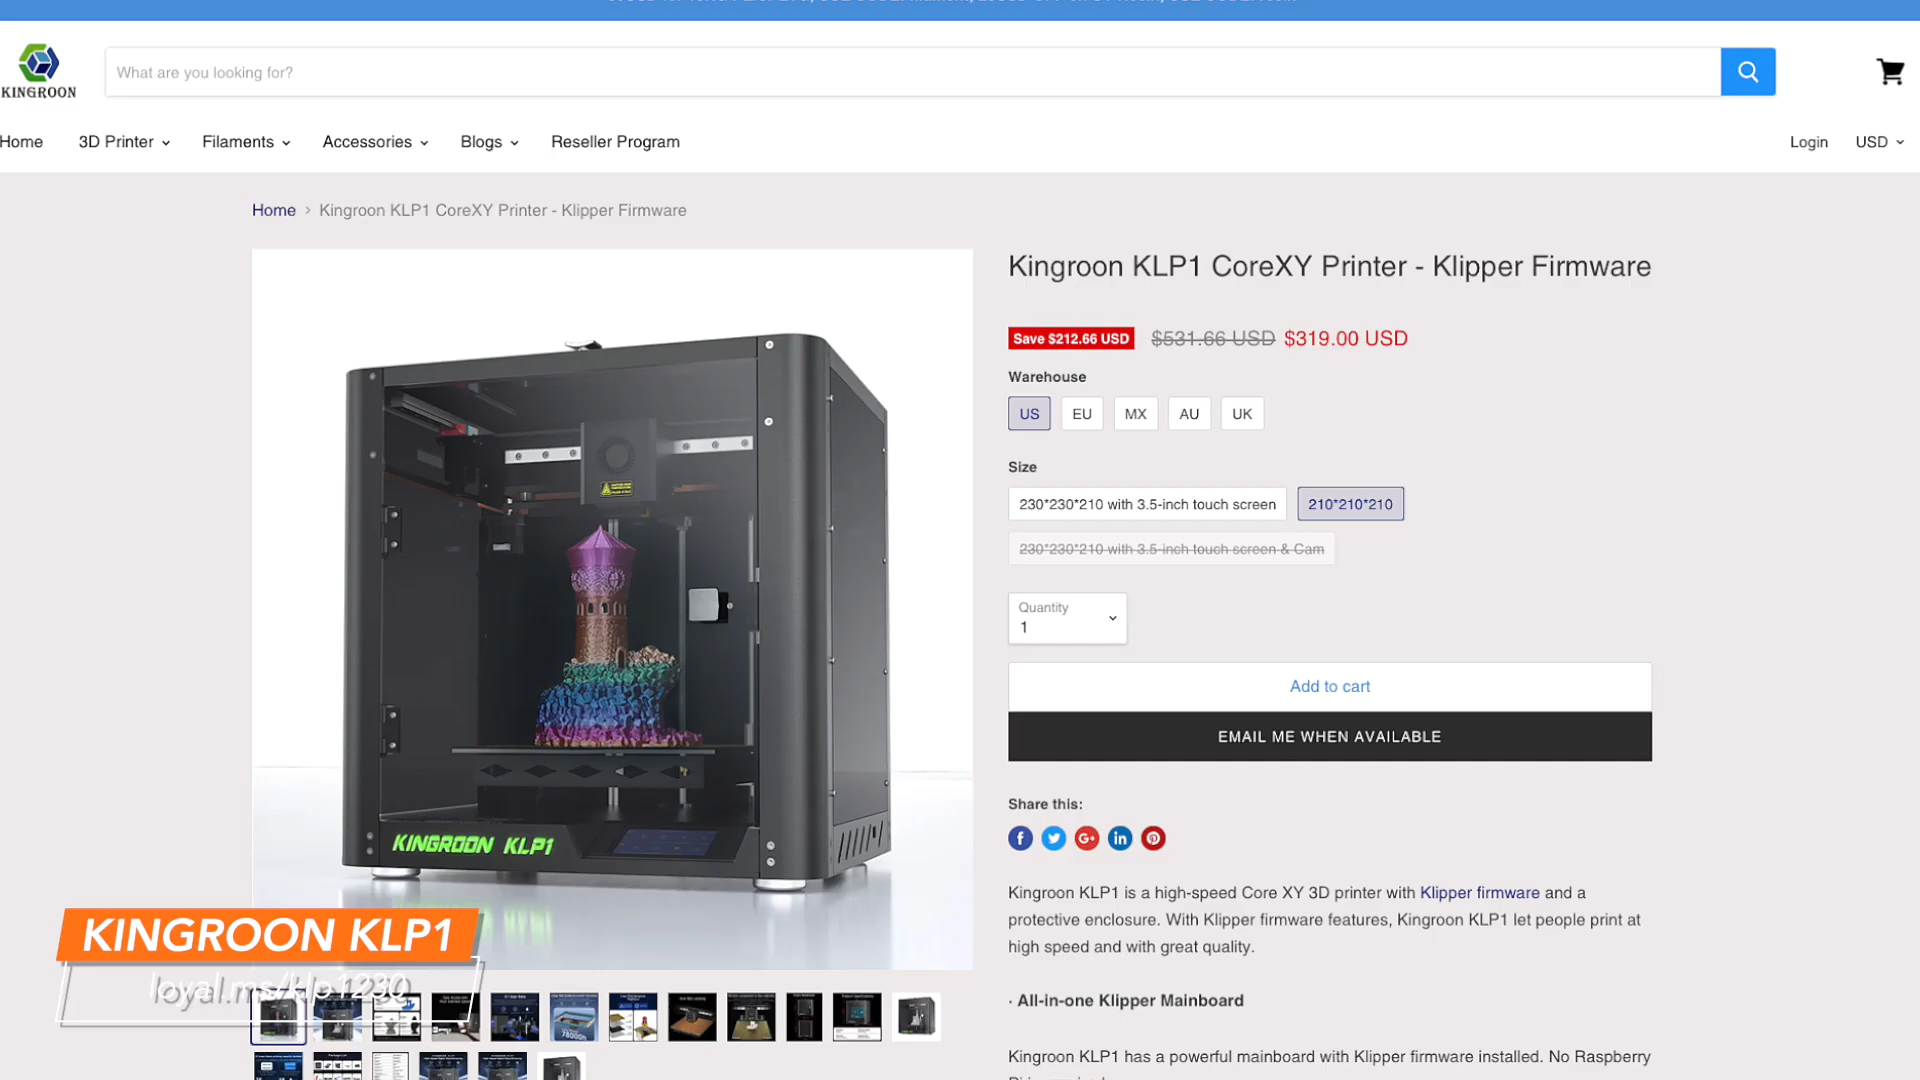 What are you looking for?
KINGROON
Home
3D Printer
Filaments
Accessories
Blogs
Reseller Program
Login
USD
Home > Kingroon KLP1 CoreXY Printer - Klipper Firmware
Kingroon KLP1 CoreXY Printer - Klipper Firmware
Save $212.66 USD $531.66 USD $319.00 USD
Warehouse
US EU MX AU UK
Size
230*230*210 with 3.5-inch touch screen 210*210*210
230*230*210 with 3.5-inch touch screen & Cam
Quantity
1
Add to cart
EMAIL ME WHEN AVAILABLE
Share this:
KINGROON KLP1
Kingroon KLP1 is a high-speed Core XY 3D printer with Klipper firmware and a
protective enclosure. With Klipper firmware features, Kingroon KLP1 let people print at
high speed and with great quality.
KINGROON KLP1
loyal.ms/klp1230
· All-in-one Klipper Mainboard
Kingroon KLP1 has a powerful mainboard with Klipper firmware installed. No Raspberry